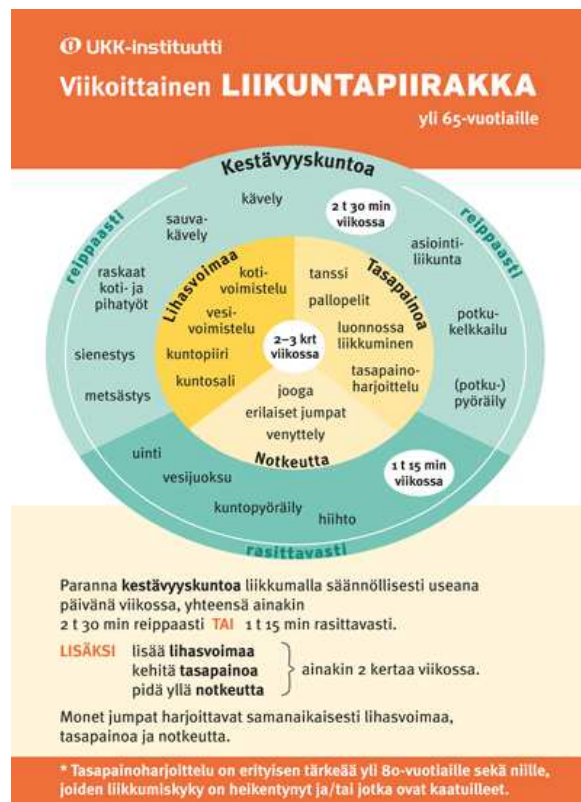 UKK-instituutti
Viikoittainen LIIKUNTAPIIRAKKA
yli 65-vuotiaille
Kestävyyskuntoa
reippaasti
reippaasti
kävely
2 t 30 min
viikossa
sauva-
kävely
asiointi-
liikunta
raskaat
koti- ja
pihatyöt
potku-
kelkkailu
sienestys
metsästys
(potku-)
pyöräily
Lihasvoimaa
koti-
voimistelu
vesi-
voimistelu
kuntopiiri
kuntosali
Tasapainoa
tanssi
pallopelit
luonnossa
liikkuminen
tasapaino-
harjoittelu
2–3 krt
viikossa
jooga
erilaiset jumpat
venyttely
Notkeutta
uinti
vesijuoksu
kuntopyöräily
hiihto
1 t 15 min
viikossa
rasittavasti
Paranna kestävyyskuntoa liikkumalla säännöllisesti useana
päivänä viikossa, yhteensä ainakin
2 t 30 min reippaasti TAI 1 t 15 min rasittavasti.
LISÄKSI lisää lihasvoimaa
kehitä tasapainoa
pidä yllä notkeutta
ainakin 2 kertaa viikossa.
Monet jumpat harjoittavat samanaikaisesti lihasvoimaa,
tasapainoa ja notkeutta.
* Tasapainoharjoittelu on erityisen tärkeää yli 80-vuotiaille sekä niille,
joiden liikkumiskyky on heikentynyt ja/tai jotka ovat kaatuilleet.